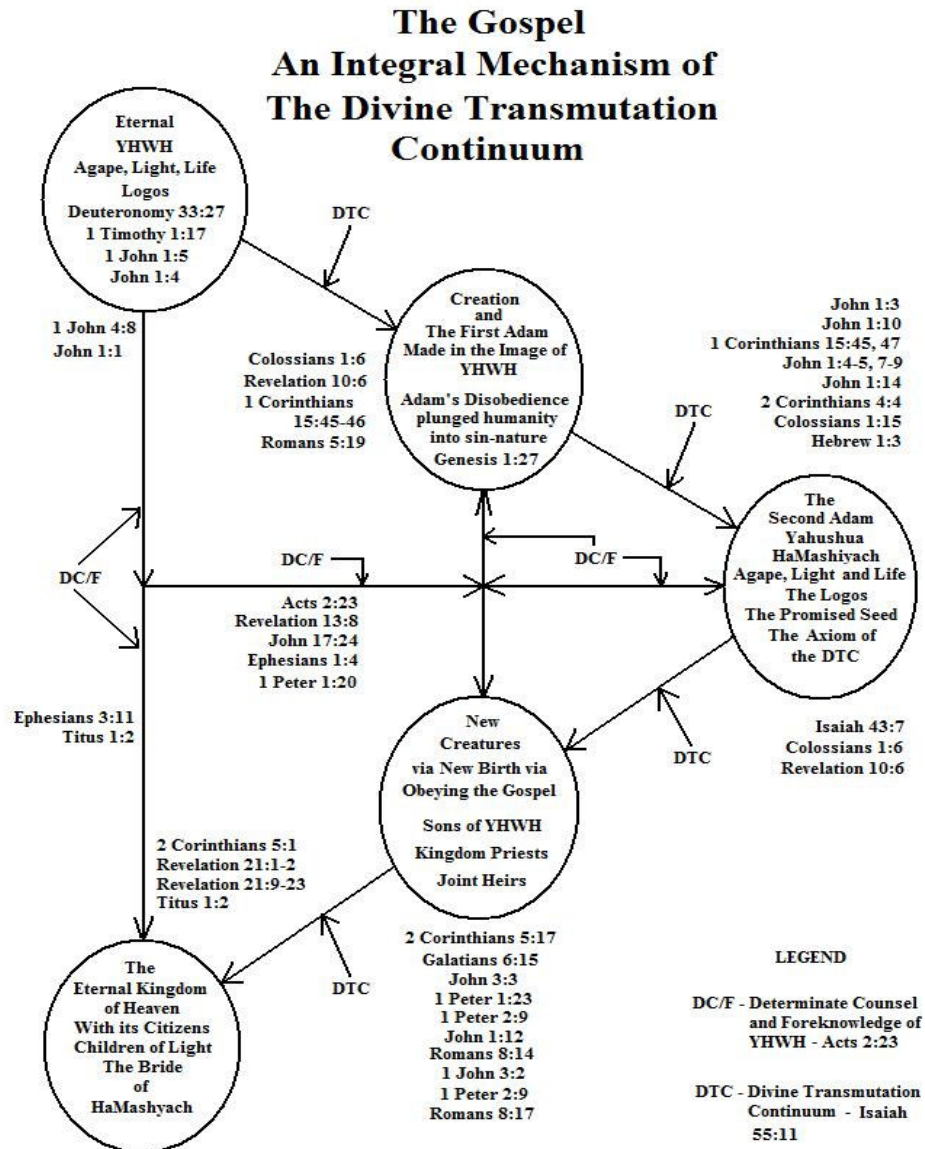 The Gospel
An Integral Mechanism of
The Divine Transmutation
Continuum
Eternal
YHWH
Agape, Light, Life
Logos
Deuteronomy 33:27
1 Timothy 1:17
1 John 1:5
John 1:4
DTC
1 John 4:8
John 1:1
Creation
and
The First Adam
Made in the Image of
YHWH
Adam's Disobedience
plunged humanity
into sin-nature
Genesis 1:27
Colossians 1:6
Revelation 10:6
1 Corinthians
15:45-46
Romans 5:19
John 1:3
John 1:10
1 Corinthians 15:45, 47
John 1:4-5, 7-9
John 1:14
2 Corinthians 4:4
Colossians 1:15
Hebrew 1:3
DTC
The
Second Adam
Yahushua
HaMashiyach
Agape, Light and Life
The Logos
The Promised Seed
The Axiom of
the DTC
DC/F
DC/F
DC/F
Acts 2:23
Revelation 13:8
John 17:24
Ephesians 1:4
1 Peter 1:20
Ephesians 3:11
Titus 1:2
Isaiah 43:7
Colossians 1:6
Revelation 10:6
DTC
New
Creatures
via New Birth via
Obeying the Gospel
Sons of YHWH
Kingdom Priests
Joint Heirs
2 Corinthians 5:1
Revelation 21:1-2
Revelation 21:9-23
Titus 1:2
DTC
The
Eternal Kingdom
of Heaven
With its Citizens
Children of Light
The Bride
of
HaMashyach
2 Corinthians 5:17
Galatians 6:15
John 3:3
1 Peter 1:23
1 Peter 2:9
John 1:12
Romans 8:14
1 John 3:2
1 Peter 2:9
Romans 8:17
LEGEND
DC/F - Determinate Counsel
and Foreknowledge of
YHWH - Acts 2:23
DTC - Divine Transmutation
Continuum - Isaiah
55:11